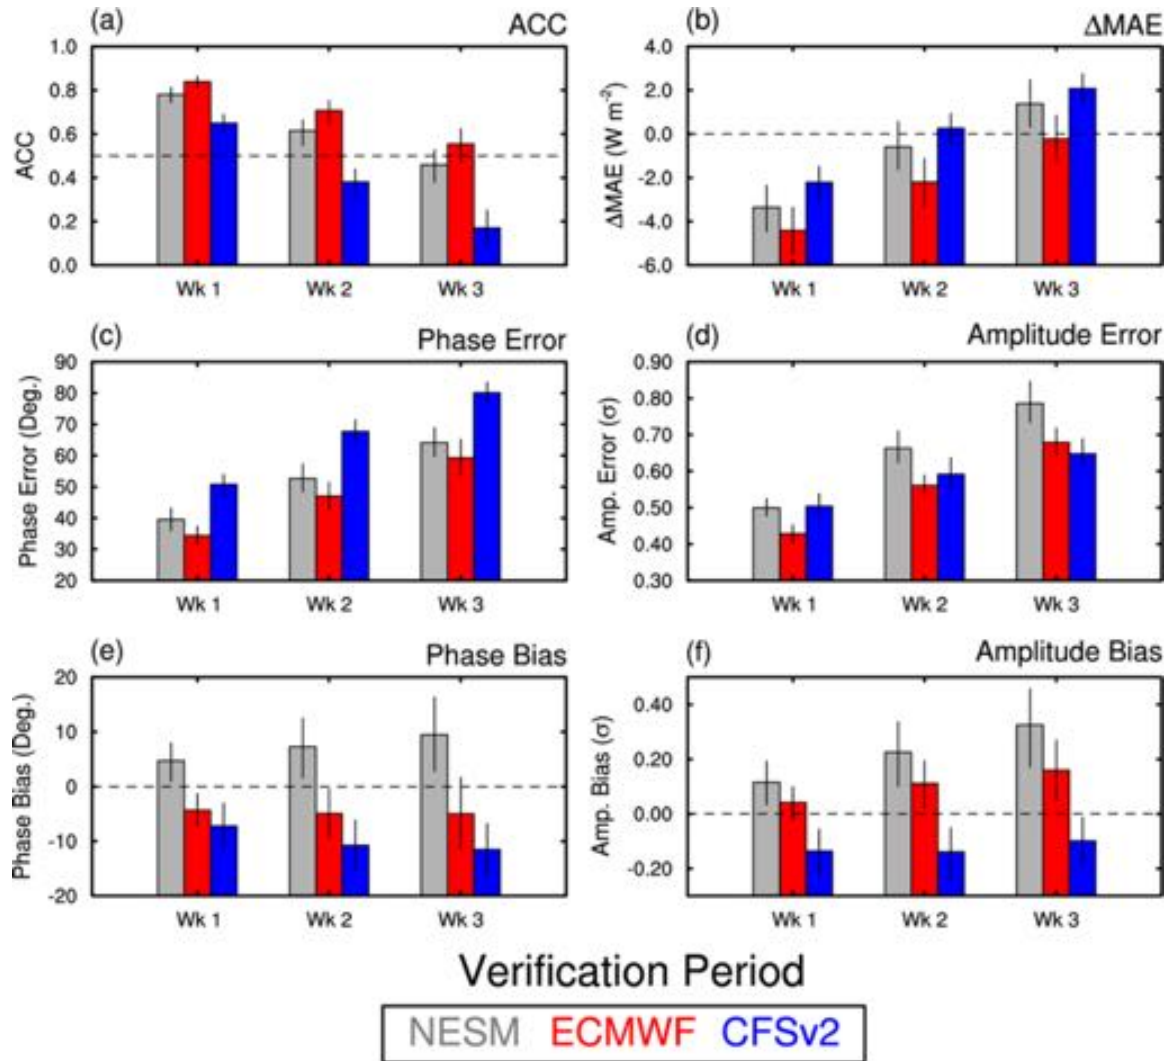 (a) ACC
1.0
0.8
0.6
0.4
0.2
0.0
ACC
Wk 1 Wk 2 Wk 3
(b) ΔMAE
4.0
2.0
0.0
-2.0
-4.0
-6.0
ΔMAE (W m⁻²)
Wk 1 Wk 2 Wk 3
(c) Phase Error
90
80
70
60
50
40
30
20
Phase Error (Deg.)
Wk 1 Wk 2 Wk 3
(d) Amplitude Error
0.90
0.80
0.70
0.60
0.50
0.40
0.30
Amp. Error (σ)
Wk 1 Wk 2 Wk 3
(e) Phase Bias
20
10
0
-10
-20
Phase Bias (Deg.)
Wk 1 Wk 2 Wk 3
(f) Amplitude Bias
0.40
0.20
0.00
-0.20
Amp. Bias (σ)
Wk 1 Wk 2 Wk 3
Verification Period
NESM ECMWF CFSv2